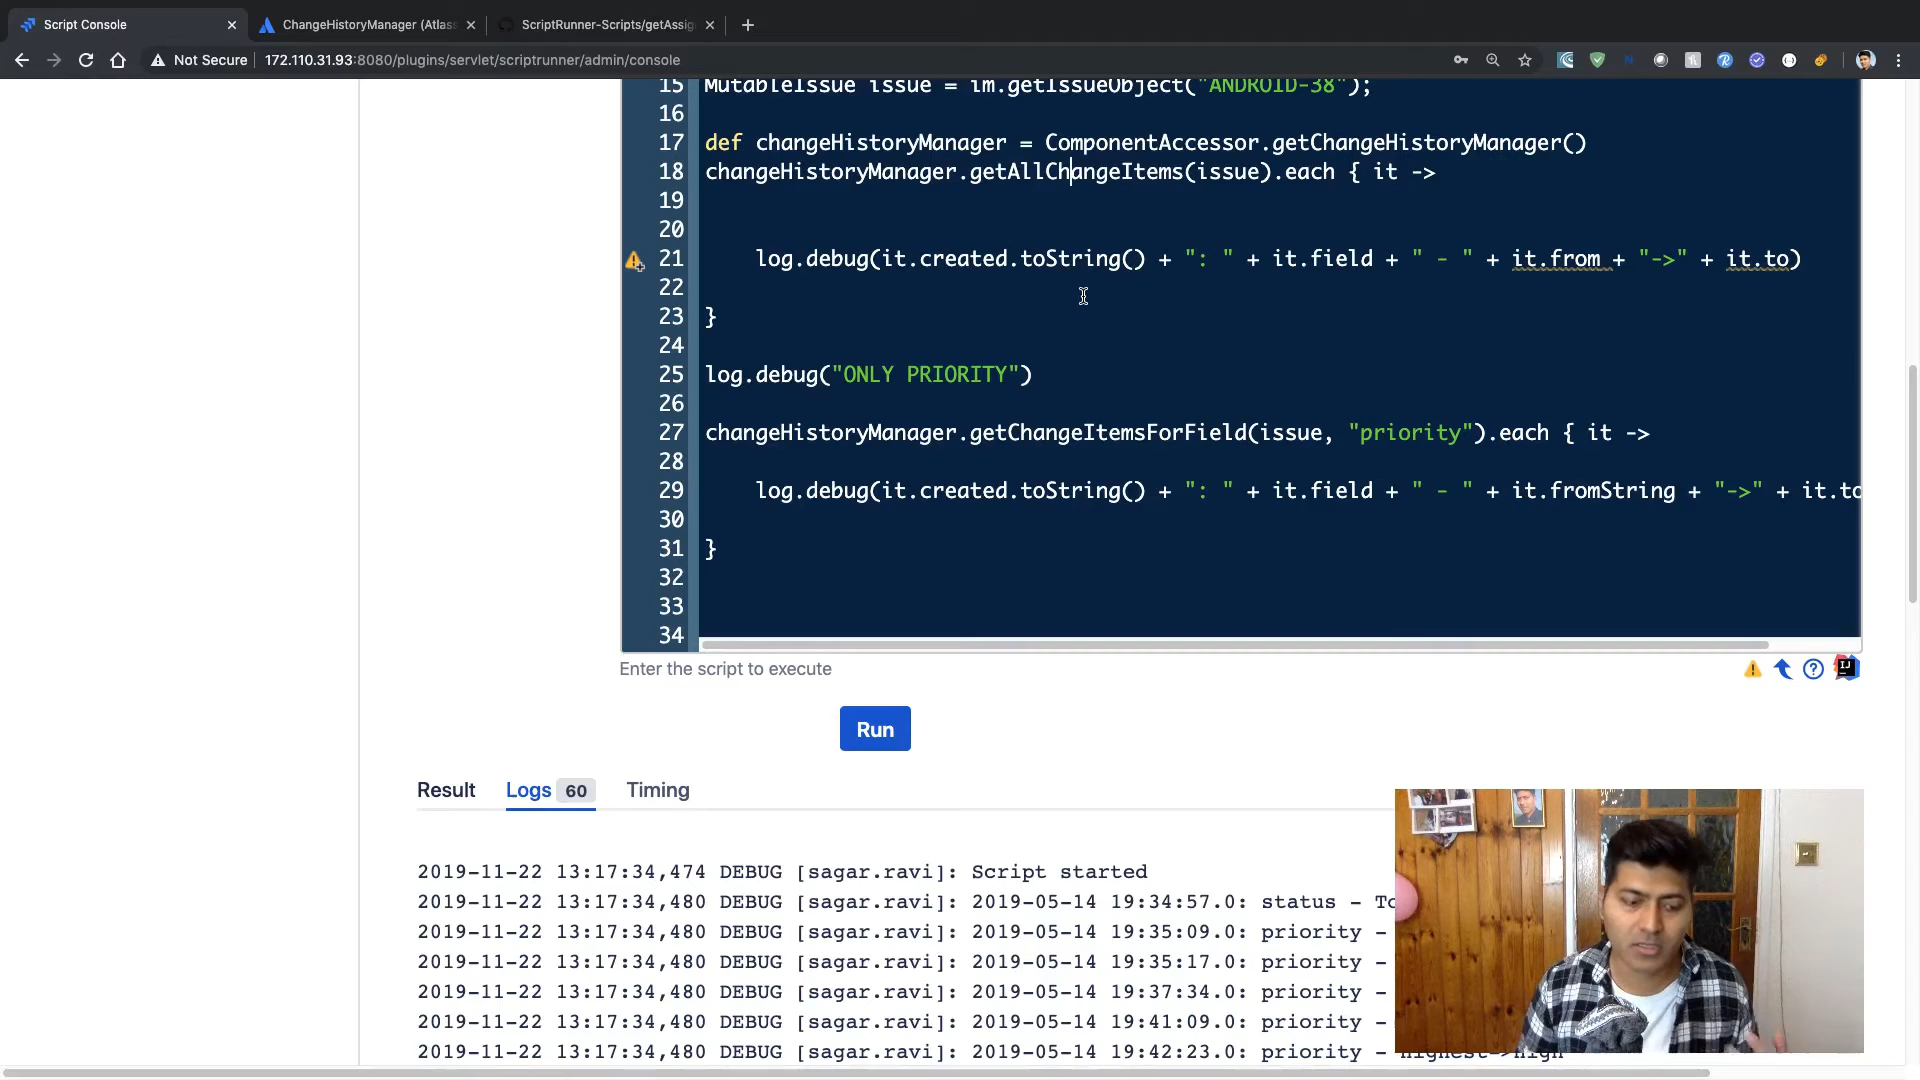 Script Console
ChangeHistoryManager (Atlas
ScriptRunner-Scripts/getAssig
Not Secure
172.110.31.93:8080/plugins/servlet/scriptrunner/admin/console
15 MutableIssue issue = im.getIssueObject("ANDROID-38");
16
17 def changeHistoryManager = ComponentAccessor.getChangeHistoryManager()
18 changeHistoryManager.getAllChangeItems(issue).each { it ->
19
20
21 log.debug(it.created.toString() + ": " + it.field + " - " + it.from + "->" + it.to)
22
23 }
24
25 log.debug("ONLY PRIORITY")
26
27 changeHistoryManager.getChangeItemsForField(issue, "priority").each { it ->
28
29 log.debug(it.created.toString() + ": " + it.field + " - " + it.fromString + "->" + it.to
30
31 }
32
33
34
Enter the script to execute
IJ
Run
Result Logs 60 Timing
2019-11-22 13:17:34,474 DEBUG [sagar.ravi]: Script started
2019-11-22 13:17:34,480 DEBUG [sagar.ravi]: 2019-05-14 19:34:57.0: status - To
2019-11-22 13:17:34,480 DEBUG [sagar.ravi]: 2019-05-14 19:35:09.0: priority -
2019-11-22 13:17:34,480 DEBUG [sagar.ravi]: 2019-05-14 19:35:17.0: priority -
2019-11-22 13:17:34,480 DEBUG [sagar.ravi]: 2019-05-14 19:37:34.0: priority -
2019-11-22 13:17:34,480 DEBUG [sagar.ravi]: 2019-05-14 19:41:09.0: priority -
2019-11-22 13:17:34,480 DEBUG [sagar.ravi]: 2019-05-14 19:42:23.0: priority - highest->high